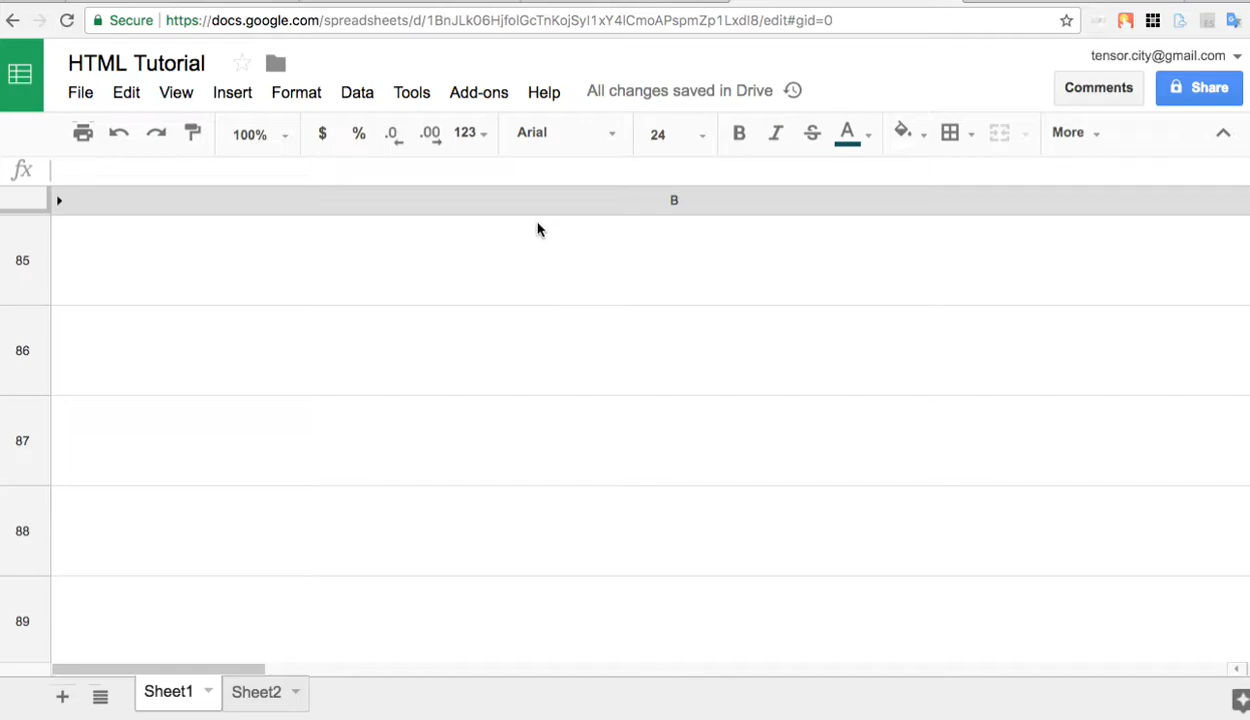 Secure https://docs.google.com/spreadsheets/d/1BnJLk06HjfolGcTnKojSyI1xY4lCmoAPspmZp1Lxdl8/edit#gid=0
HTML Tutorial
tensor.city@gmail.com
File Edit View Insert Format Data Tools Add-ons Help All changes saved in Drive
Comments Share
100% $ % .0 .00 123 Arial 24 B I S A More
fx
B
85
86
87
88
89
Sheet1 Sheet2